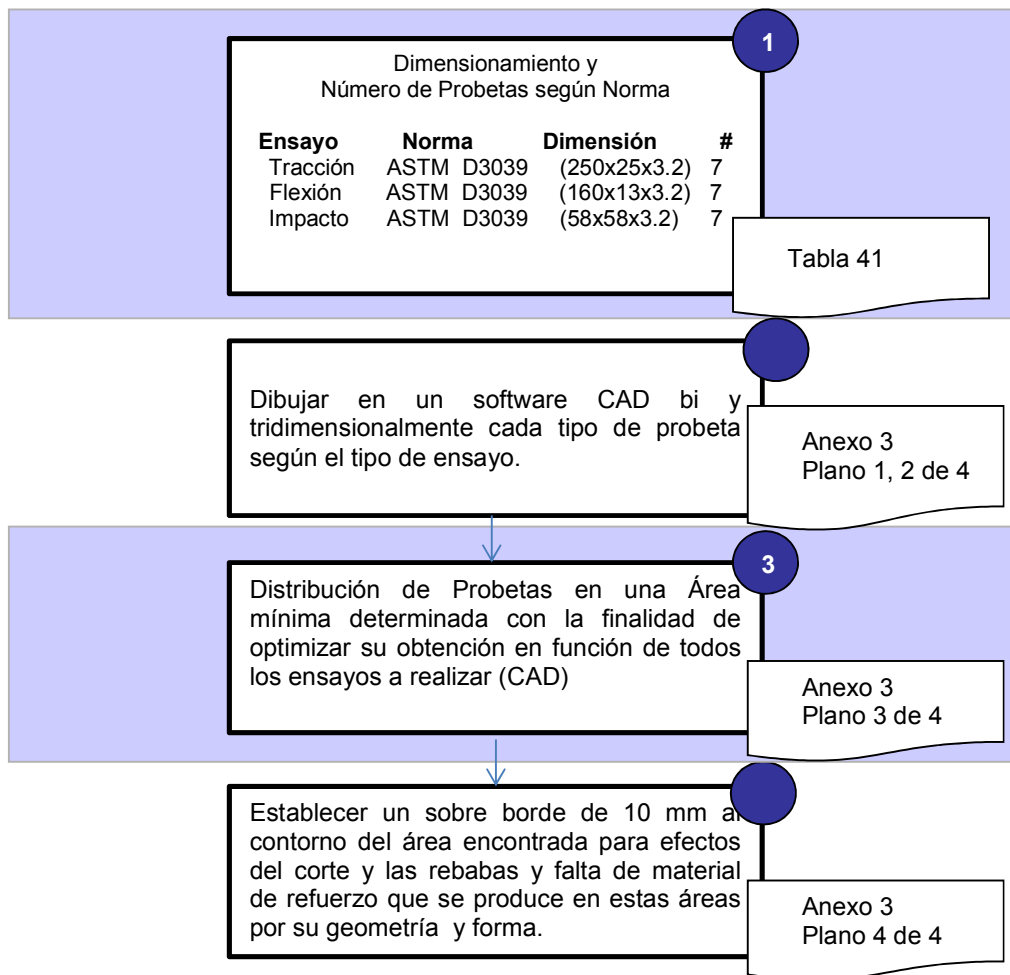 1
Dimensionamiento y
Número de Probetas según Norma
Ensayo Norma Dimensión #
Tracción ASTM D3039 (250x25x3.2) 7
Flexión ASTM D3039 (160x13x3.2) 7
Impacto ASTM D3039 (58x58x3.2) 7
Tabla 41
Dibujar en un software CAD bi y
tridimensionalmente cada tipo de probeta
según el tipo de ensayo.
Anexo 3
Plano 1, 2 de 4
3
Distribución de Probetas en una Área
mínima determinada con la finalidad de
optimizar su obtención en función de todos
los ensayos a realizar (CAD)
Anexo 3
Plano 3 de 4
Establecer un sobre borde de 10 mm al
contorno del área encontrada para efectos
del corte y las rebabas y falta de material
de refuerzo que se produce en estas áreas
por su geometría y forma.
Anexo 3
Plano 4 de 4